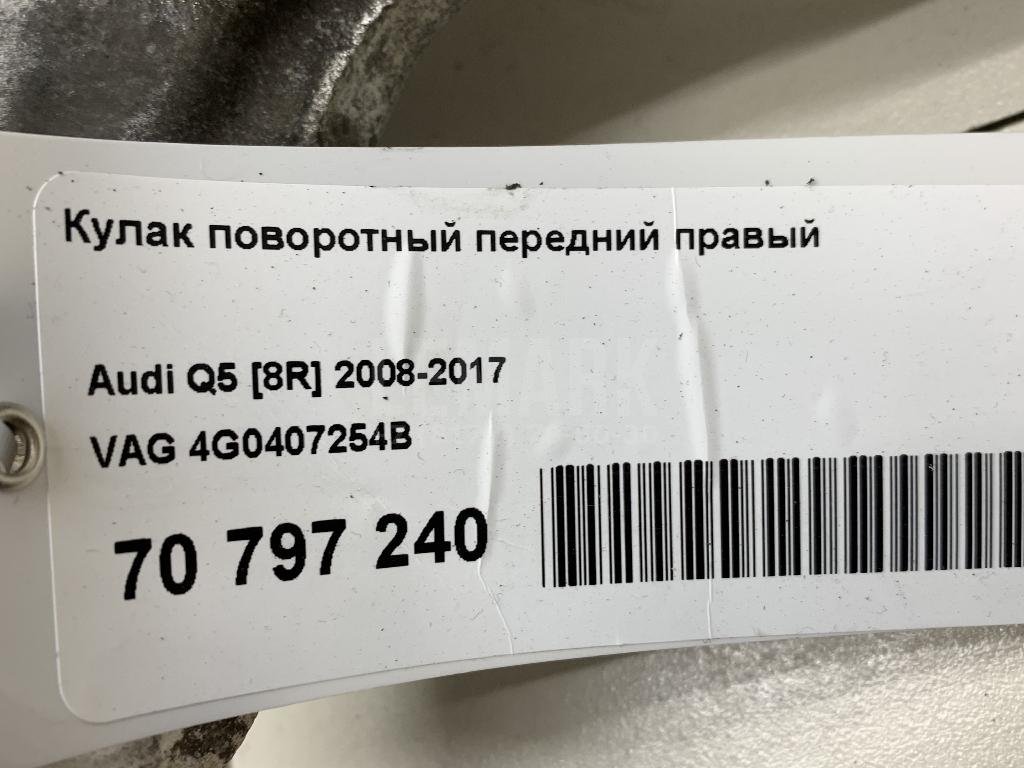 Кулак поворотный передний правый
Audi Q5 [8R] 2008-2017
VAG 4G0407254B
70 797 240